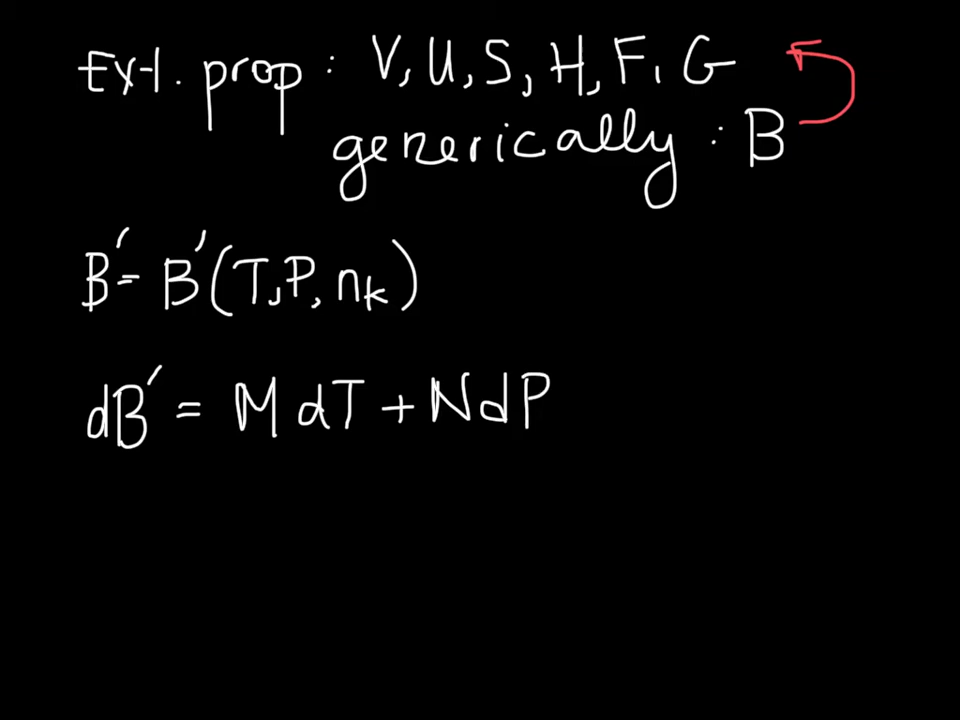 Ext. prop : V, U, S, H, F, G
generically : B
B' = B'(T, P, nk)
dB' = M dT + N dP